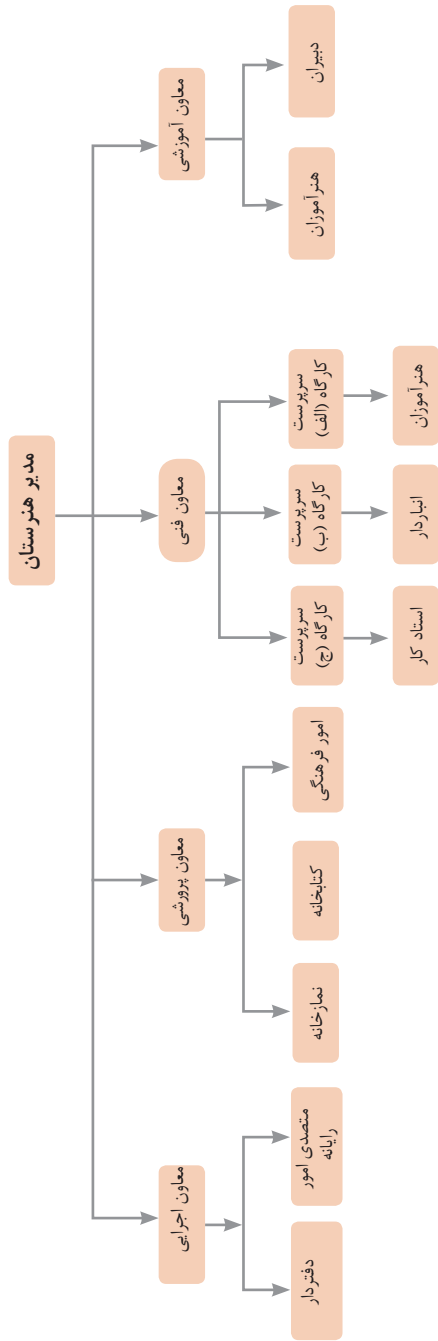 مدیر هنرستان
معاون آموزشی
معاون فنی
معاون پرورشی
معاون اجرایی
دبیران
هنرآموزان
سرپرست
کارگاه (الف)
سرپرست
کارگاه (ب)
سرپرست
کارگاه (ج)
امور فرهنگی
کتابخانه
نمازخانه
متصدی امور
رایانه
دفتردار
هنرآموزان
انباردار
استاد کار